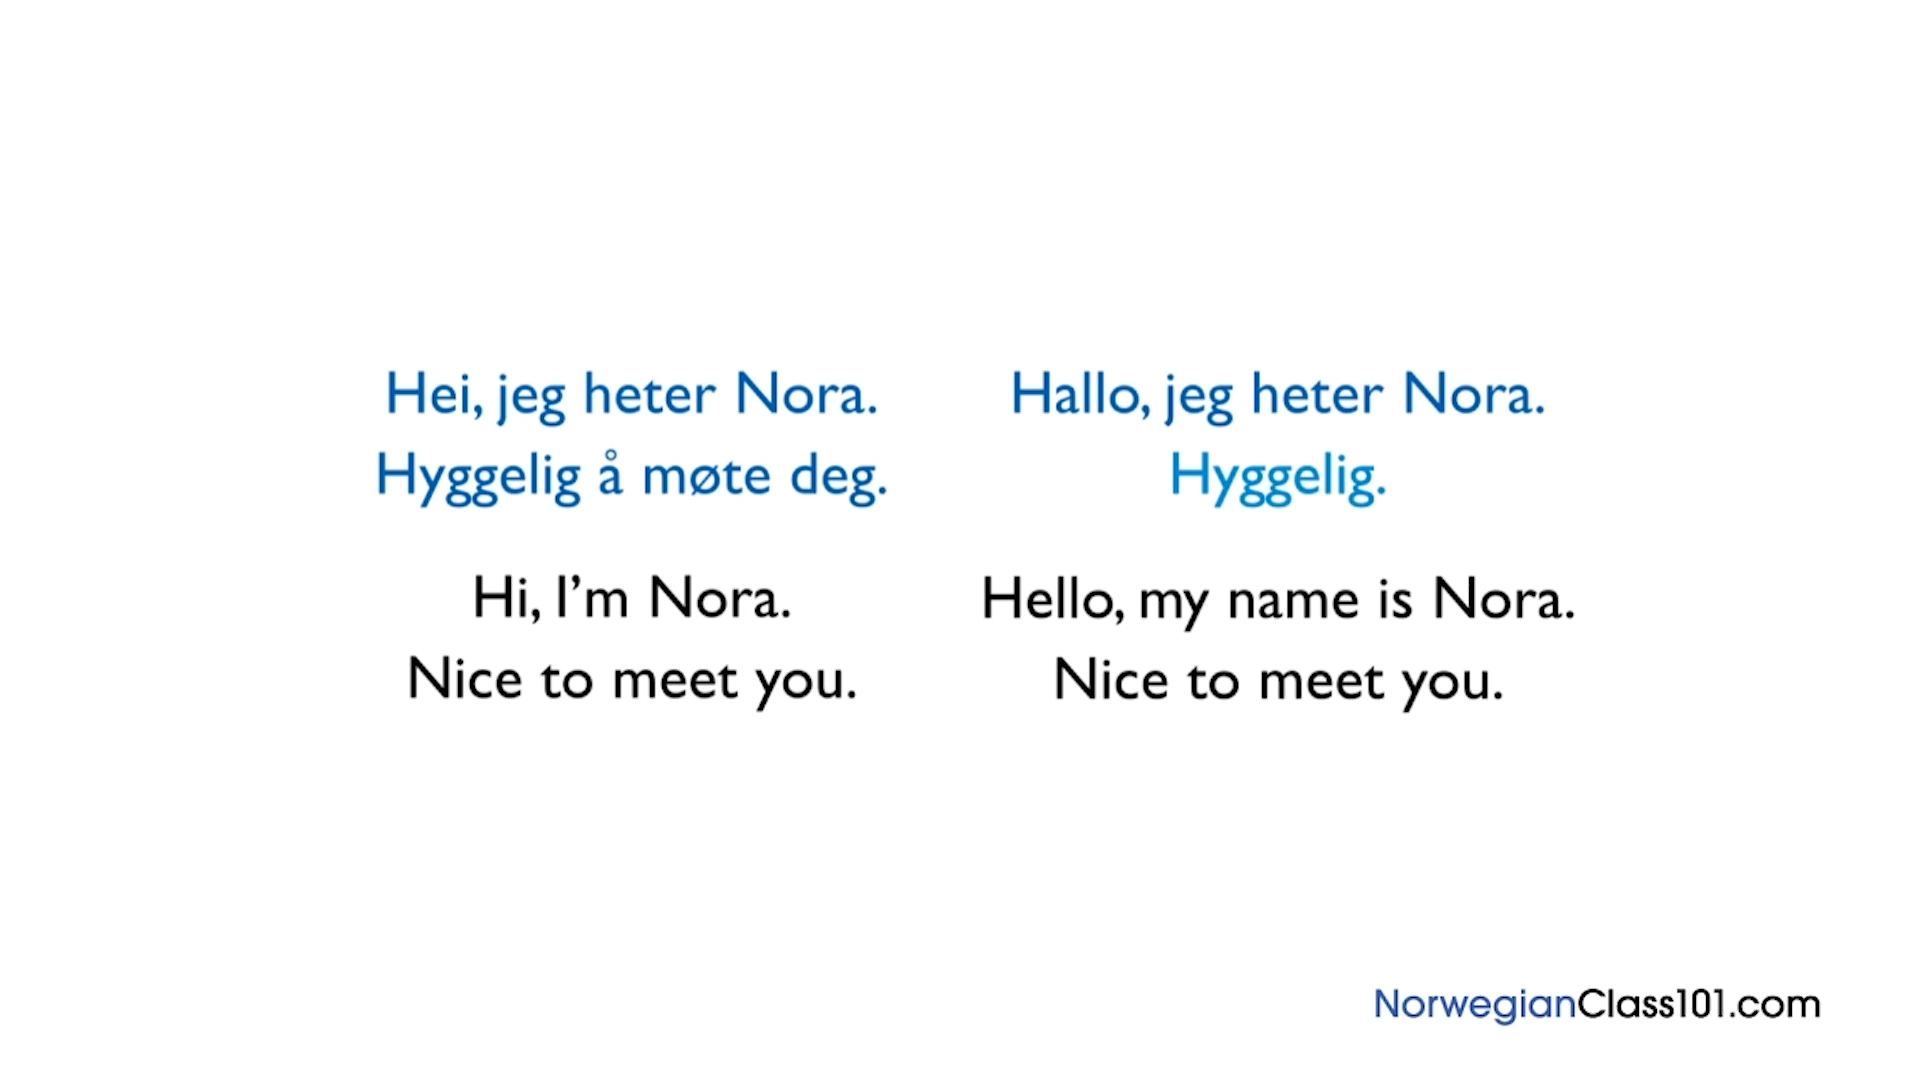 Hei, jeg heter Nora.
Hyggelig å møte deg.
Hi, I’m Nora.
Nice to meet you.
Hallo, jeg heter Nora.
Hyggelig.
Hello, my name is Nora.
Nice to meet you.
NorwegianClass101.com